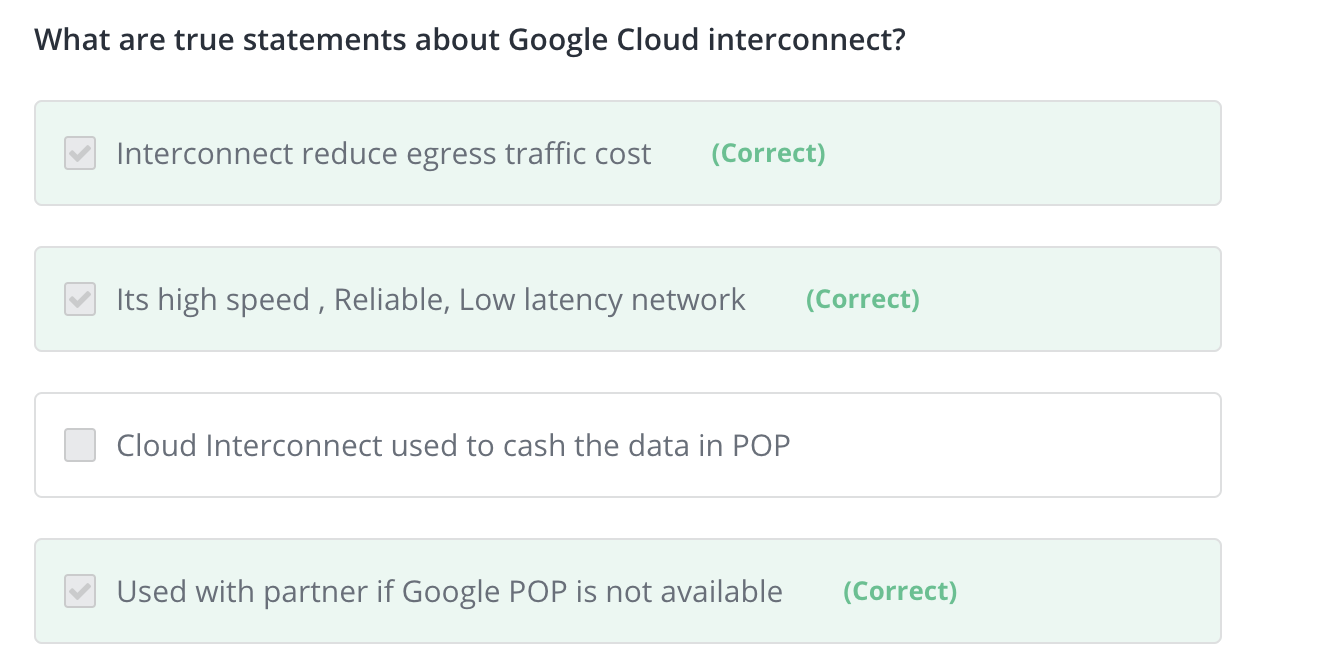 What are true statements about Google Cloud interconnect?
Interconnect reduce egress traffic cost (Correct)
Its high speed , Reliable, Low latency network (Correct)
Cloud Interconnect used to cash the data in POP
Used with partner if Google POP is not available (Correct)